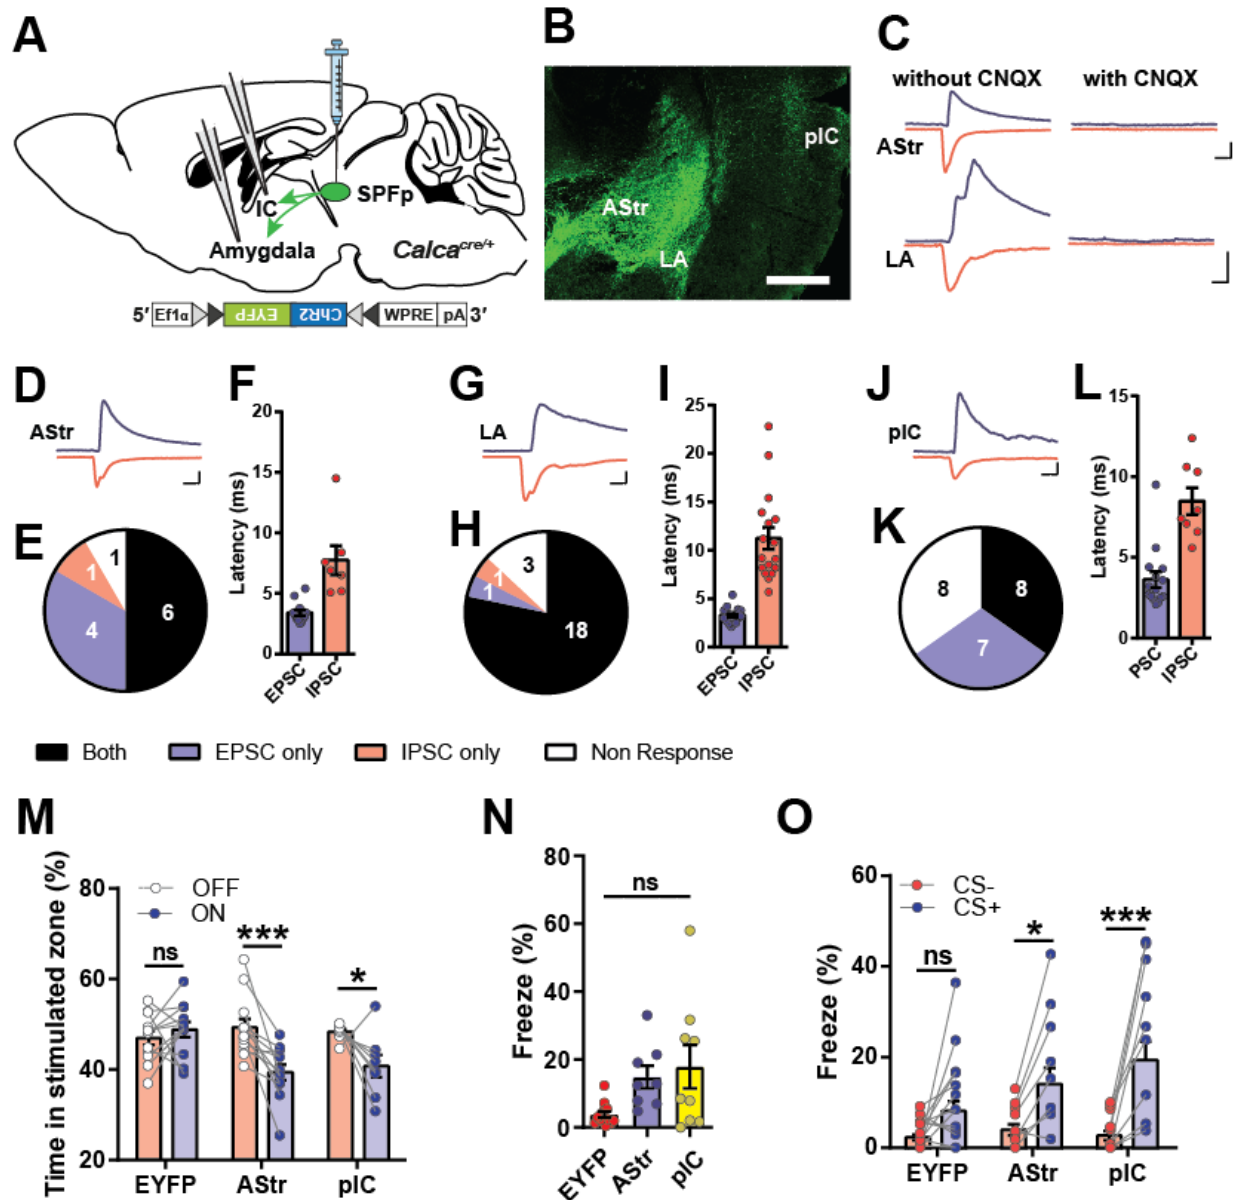 A
B
C
without CNQX
with CNQX
AStr
LA
IC
SPFp
Amygdala
Calca^cre/+
5′ Ef1α EYFP ChR2 WPRE pA 3′
pIC
AStr
LA
D
AStr
E
1
1
4
6
F
Latency (ms)
20
15
10
5
0
EPSC
IPSC
G
LA
H
3
1
1
18
I
Latency (ms)
25
20
15
10
5
0
EPSC
IPSC
J
pIC
K
8
8
7
L
Latency (ms)
15
10
5
0
PSC
IPSC
Both
EPSC only
IPSC only
Non Response
M
Time in stimulated zone (%)
80
60
40
20
OFF
ON
ns
***
*
EYFP
AStr
pIC
N
Freeze (%)
80
60
40
20
0
ns
EYFP
AStr
pIC
O
Freeze (%)
60
40
20
0
CS-
CS+
ns
*
***
EYFP
AStr
pIC